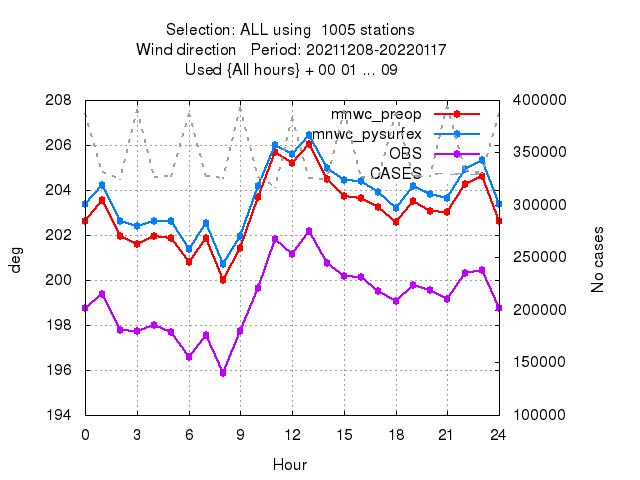 Selection: ALL using  1005 stations
Wind direction   Period: 20211208-20220117
Used {All hours} + 00 01 ... 09
208
206
204
202
200
198
196
194
deg
400000
350000
300000
250000
200000
150000
100000
No cases
mnwc_preop
mnwc_pysurfex
OBS
CASES
0 3 6 9 12 15 18 21 24
Hour